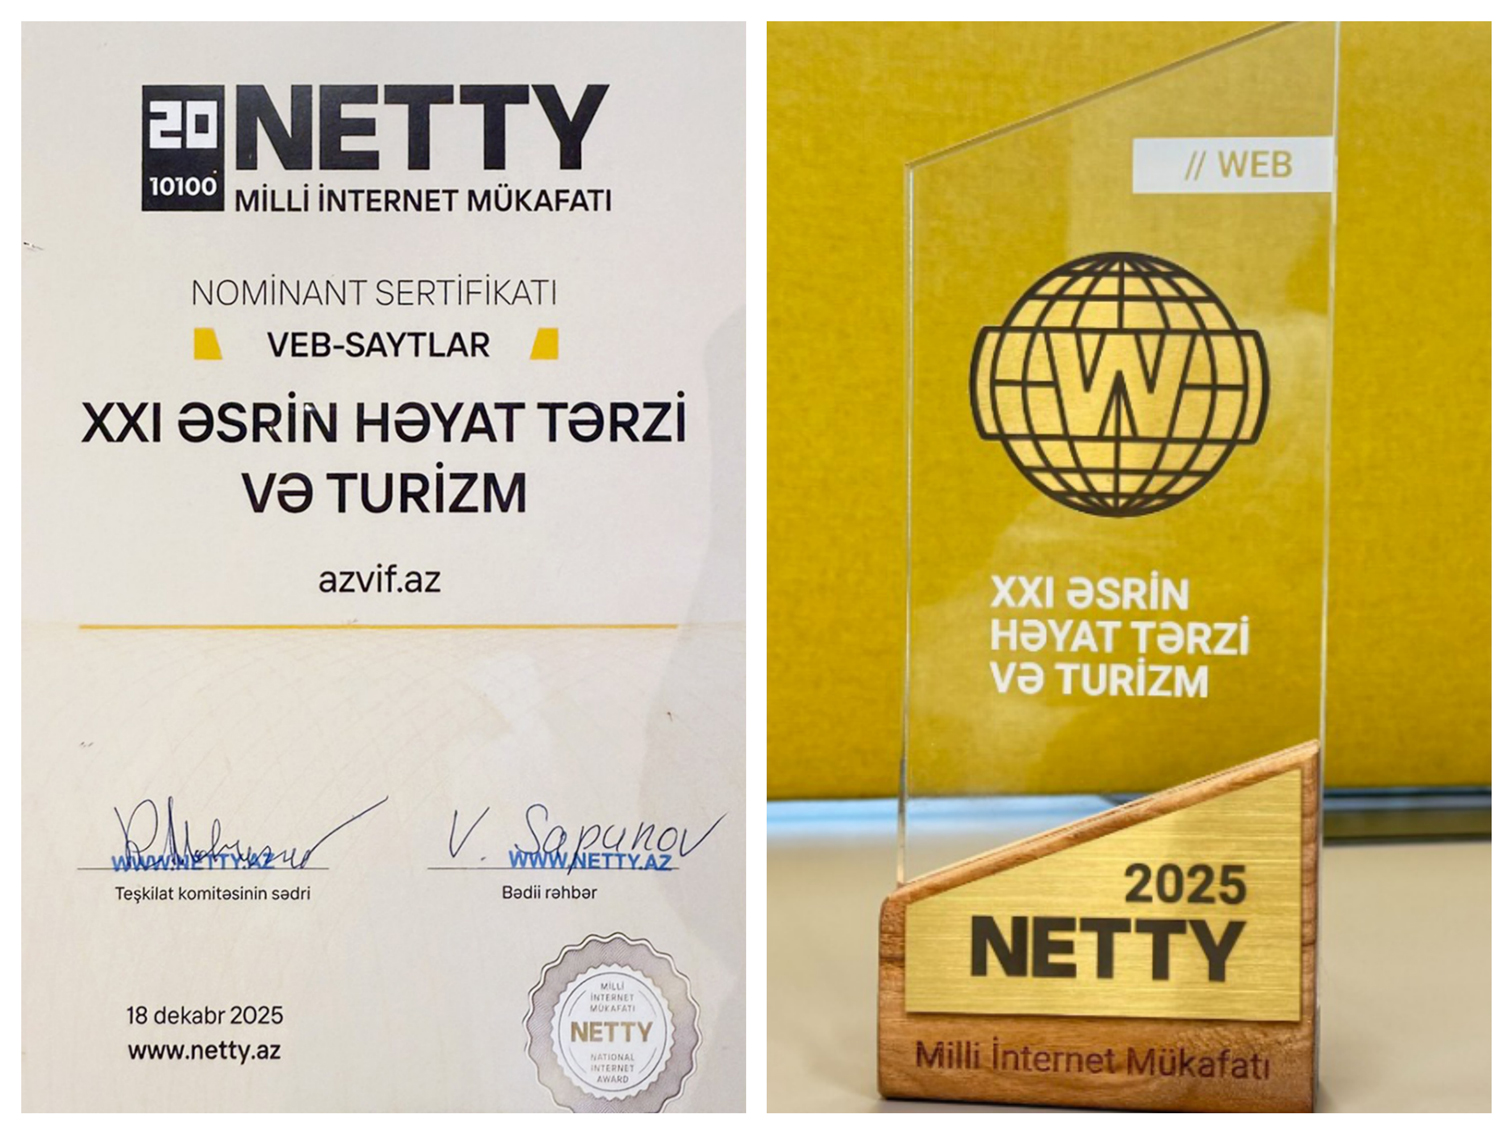 20
10100
NETTY
MİLLİ İNTERNET MÜKAFATI
NOMİNANT SERTİFİKATI
VEB-SAYTLAR
XXI ƏSRİN HƏYAT TƏRZİ
VƏ TURİZM
azvif.az
V. Sapunov
WWW.NETTY.AZ
WWW.NETTY.AZ
Teşkilat komitəsinin sədri
Bədii rəhbər
18 dekabr 2025
www.netty.az
MİLLİ
İNTERNET
MÜKAFATI
NETTY
NATIONAL
INTERNET
AWARD
// WEB
W
XXI ƏSRİN
HƏYAT TƏRZİ
VƏ TURİZM
2025
NETTY
Milli İnternet Mükafatı